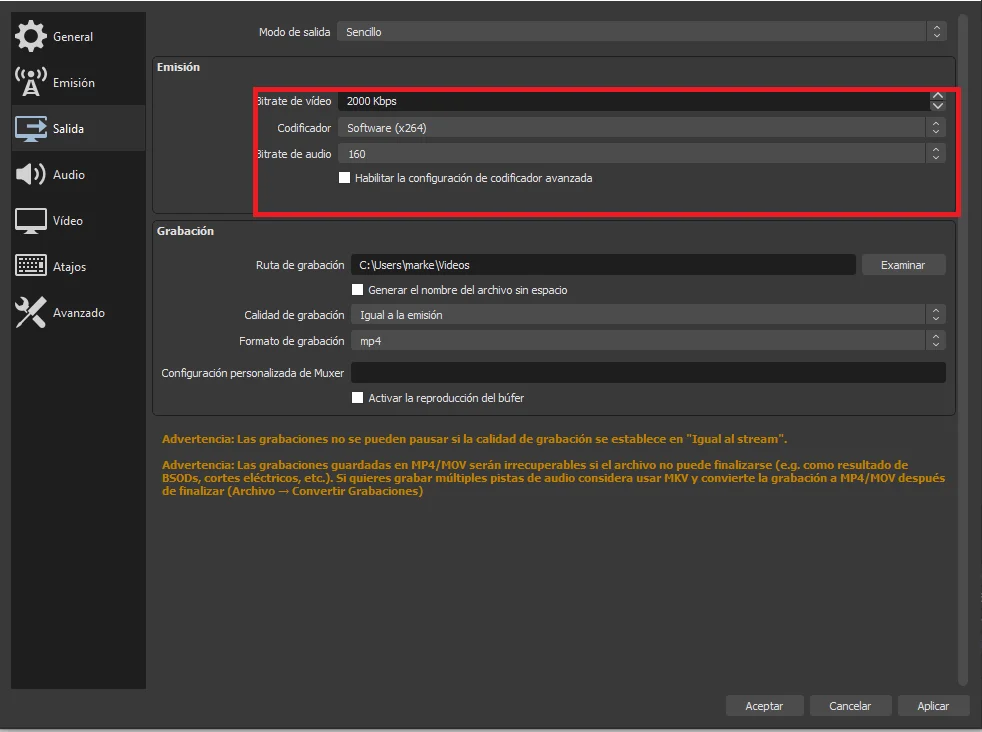 General
Emisión
Salida
Audio
Vídeo
Atajos
Avanzado
Modo de salida Sencillo
Emisión
Bitrate de vídeo 2000 Kbps
Codificador Software (x264)
Bitrate de audio 160
Habilitar la configuración de codificador avanzada
Grabación
Ruta de grabación C:\Users\marke\Videos Examinar
Generar el nombre del archivo sin espacio
Calidad de grabación Igual a la emisión
Formato de grabación mp4
Configuración personalizada de Muxer
Activar la reproducción del búfer
Advertencia: Las grabaciones no se pueden pausar si la calidad de grabación se establece en "Igual al stream".
Advertencia: Las grabaciones guardadas en MP4/MOV serán irrecuperables si el archivo no puede finalizarse (e.g. como resultado de
BSODs, cortes eléctricos, etc.). Si quieres grabar múltiples pistas de audio considera usar MKV y convierte la grabación a MP4/MOV después
de finalizar (Archivo → Convertir Grabaciones)
Aceptar Cancelar Aplicar